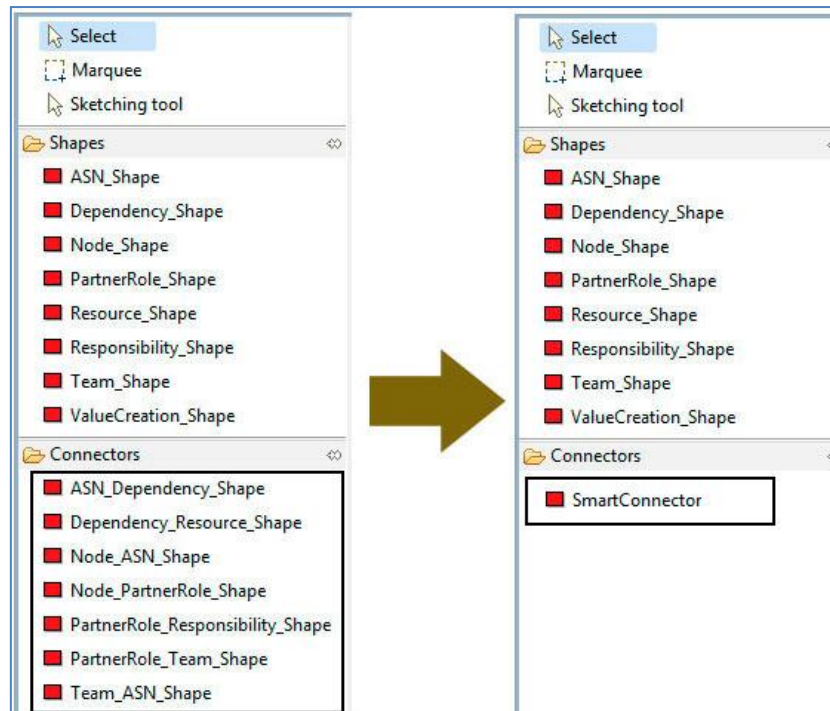 Select
Marquee
Sketching tool
Shapes
ASN_Shape
Dependency_Shape
Node_Shape
PartnerRole_Shape
Resource_Shape
Responsibility_Shape
Team_Shape
ValueCreation_Shape
Connectors
ASN_Dependency_Shape
Dependency_Resource_Shape
Node_ASN_Shape
Node_PartnerRole_Shape
PartnerRole_Responsibility_Shape
PartnerRole_Team_Shape
Team_ASN_Shape
Select
Marquee
Sketching tool
Shapes
ASN_Shape
Dependency_Shape
Node_Shape
PartnerRole_Shape
Resource_Shape
Responsibility_Shape
Team_Shape
ValueCreation_Shape
Connectors
SmartConnector